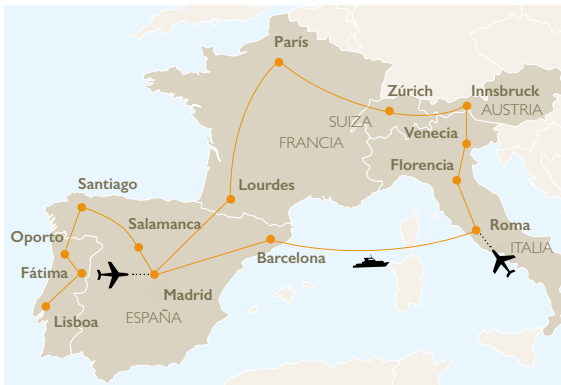 París
Zúrich
Innsbruck
AUSTRIA
SUIZA
Venecia
FRANCIA
Florencia
Santiago
Lourdes
Salamanca
Roma
Oporto
ITALIA
Barcelona
Fátima
Madrid
Lisboa
ESPAÑA